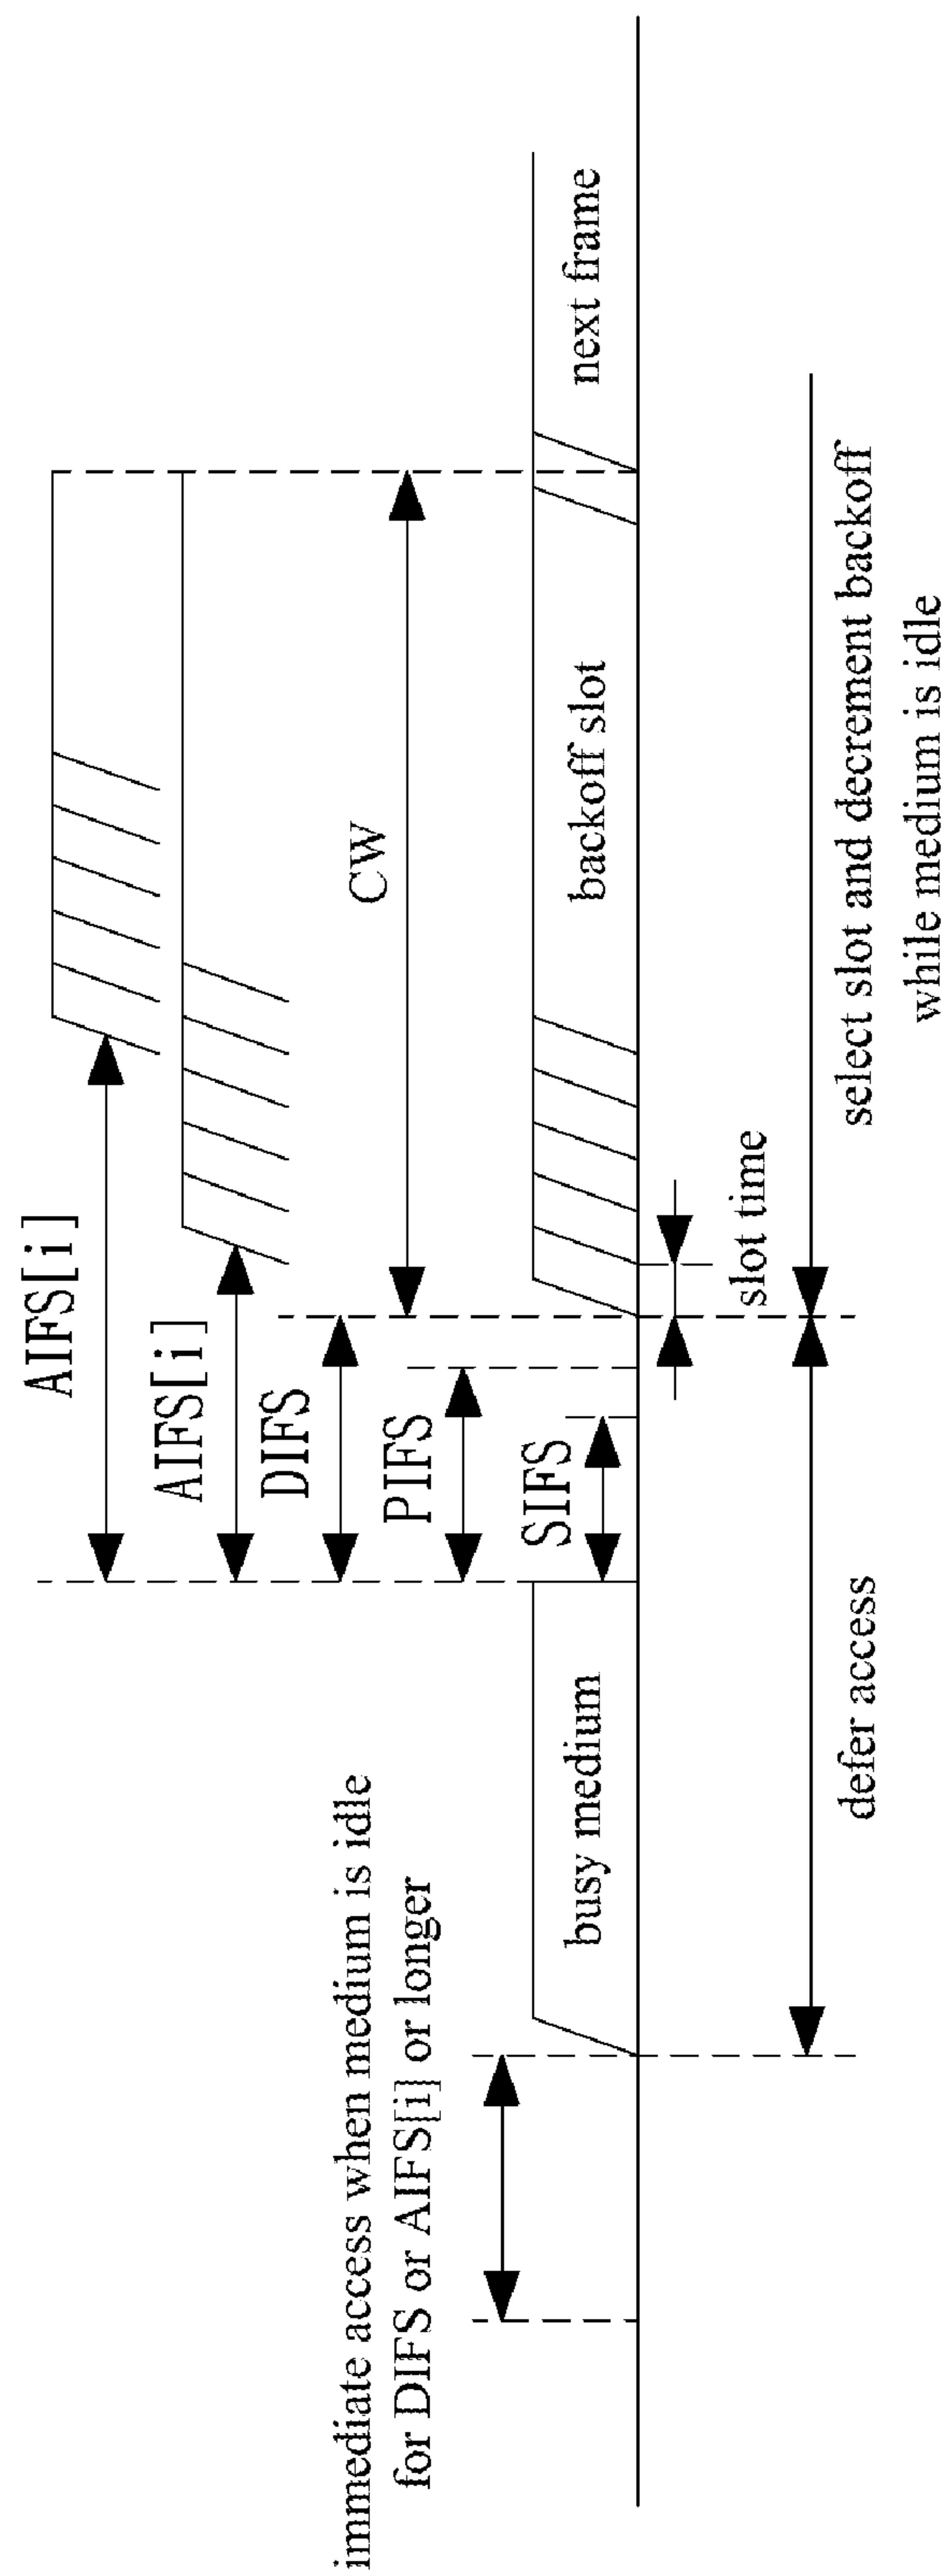 immediate access when medium is idle
for DIFS or AIFS[i] or longer
AIFS[i]
AIFS[i]
DIFS
PIFS
SIFS
CW
busy medium
backoff slot
next frame
slot time
defer access
select slot and decrement backoff
while medium is idle